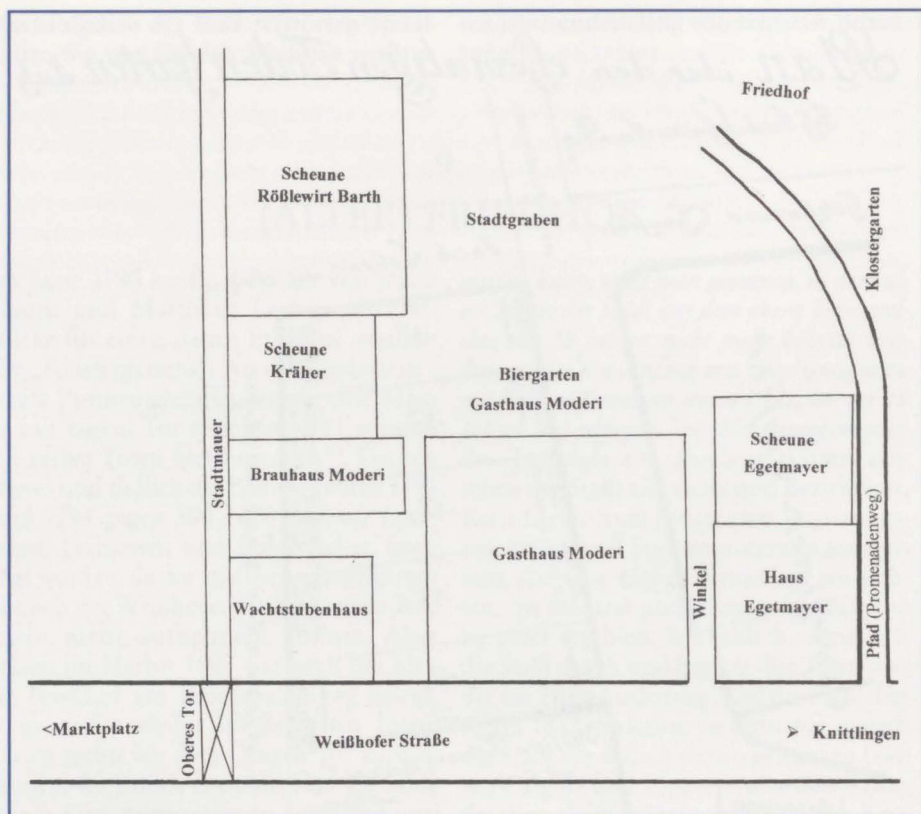 Friedhof
Scheune
Rößlewirt Barth
Stadtgraben
Klostergarten
Scheune
Kräher
Biergarten
Gasthaus Moderi
Scheune
Egetmayer
Stadtmauer
Brauhaus Moderi
Gasthaus Moderi
Winkel
Haus
Egetmayer
Pfad (Promenadenweg)
Wachtstubenhaus
<Marktplatz
Oberes Tor
Weißhofer Straße
➢ Knittlingen